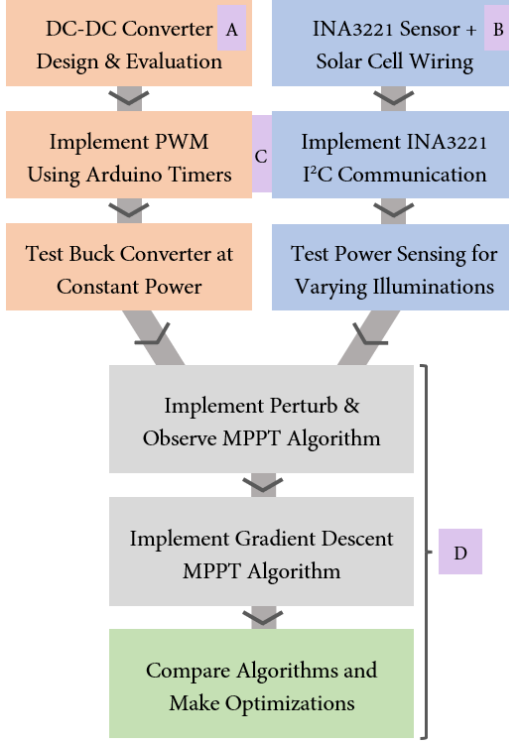 DC-DC Converter
Design & Evaluation
A
INA3221 Sensor +
Solar Cell Wiring
B
Implement PWM
Using Arduino Timers
C
Implement INA3221
I²C Communication
Test Buck Converter at
Constant Power
Test Power Sensing for
Varying Illuminations
Implement Perturb &
Observe MPPT Algorithm
Implement Gradient Descent
MPPT Algorithm
D
Compare Algorithms and
Make Optimizations